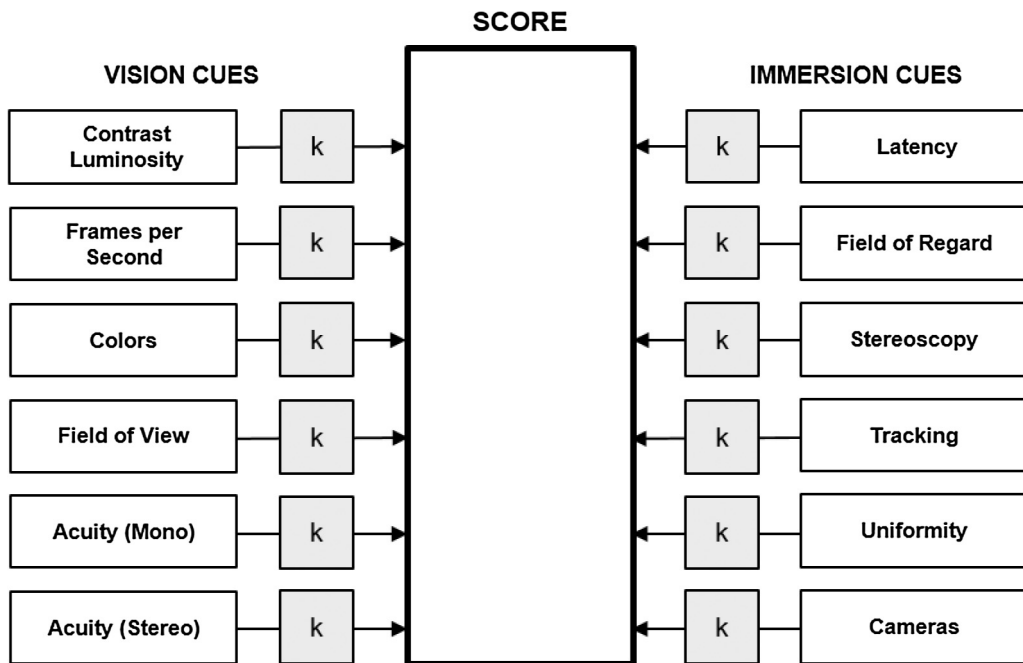 SCORE
VISION CUES
IMMERSION CUES
Contrast
Luminosity
k
k
Latency
Frames per
Second
k
k
Field of Regard
Colors
k
k
Stereoscopy
Field of View
k
k
Tracking
Acuity (Mono)
k
k
Uniformity
Acuity (Stereo)
k
k
Cameras